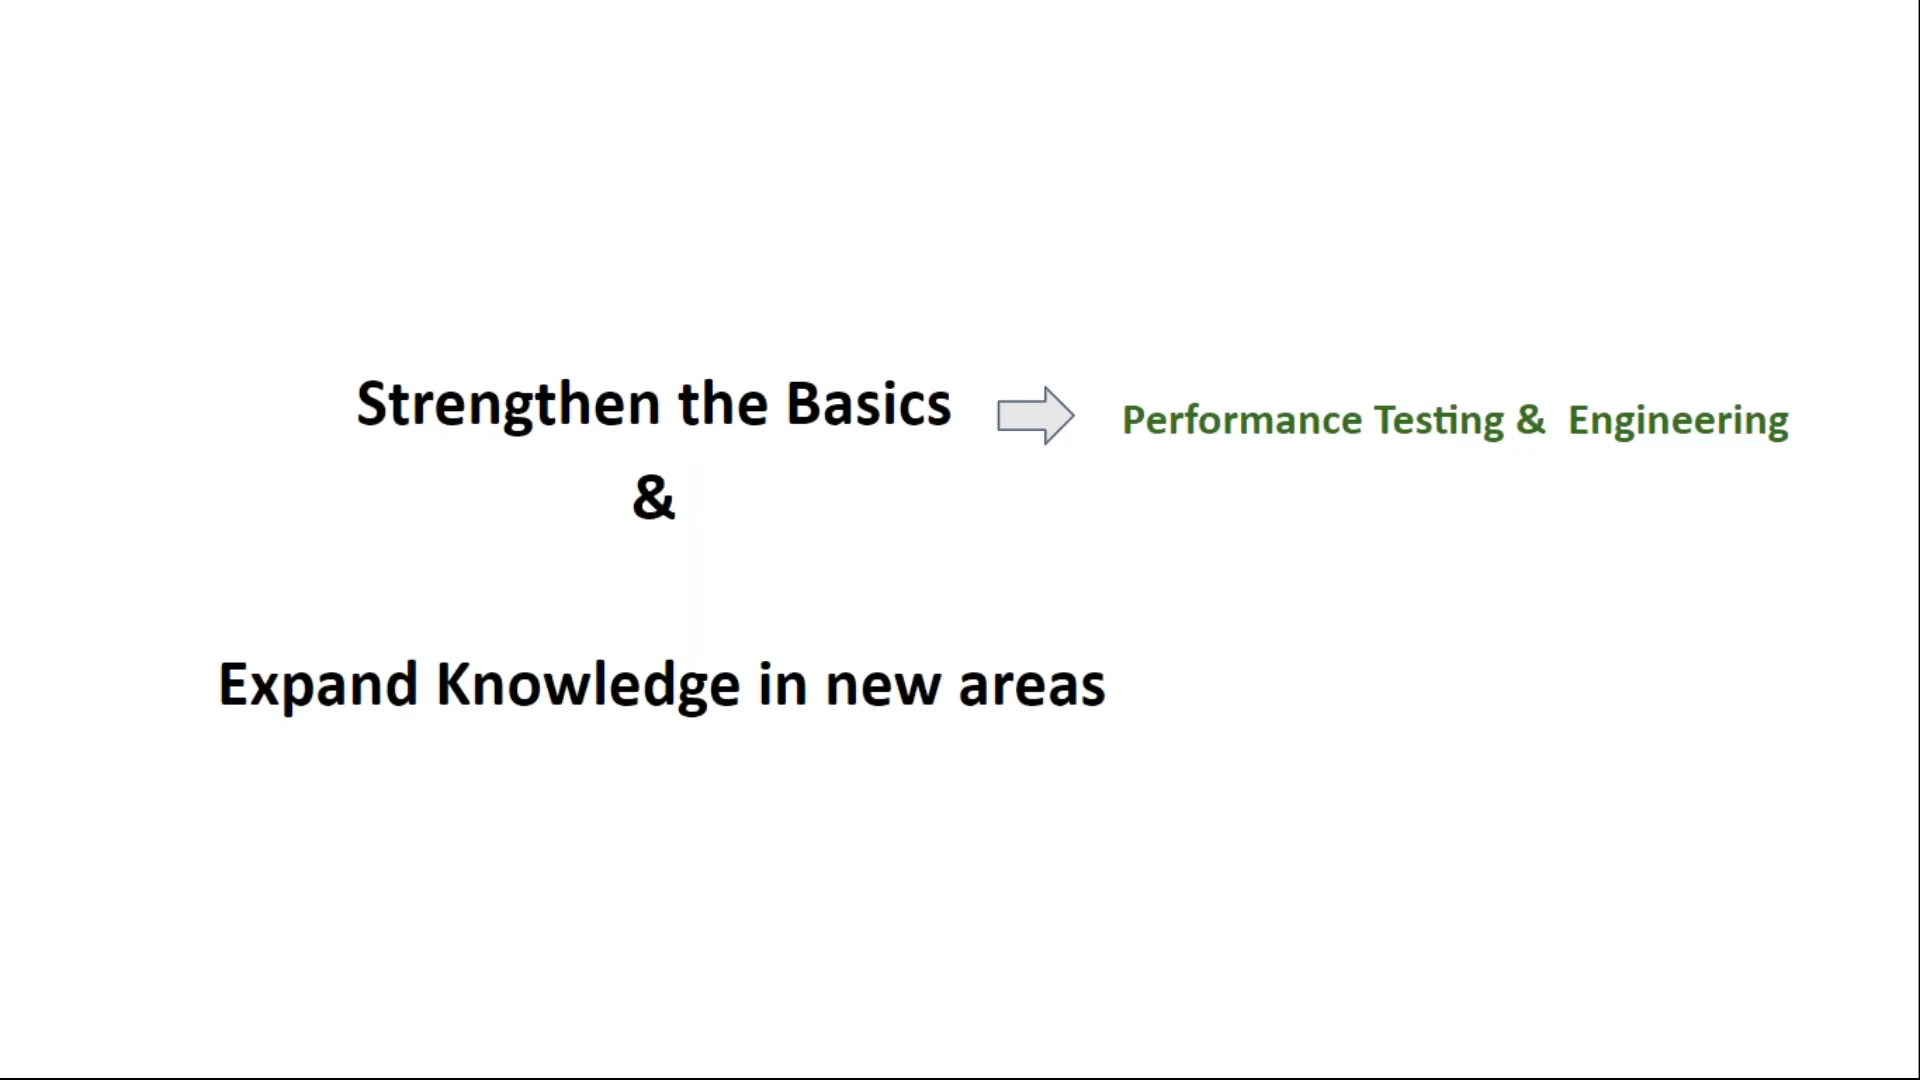 Strengthen the Basics
Performance Testing & Engineering
&
Expand Knowledge in new areas